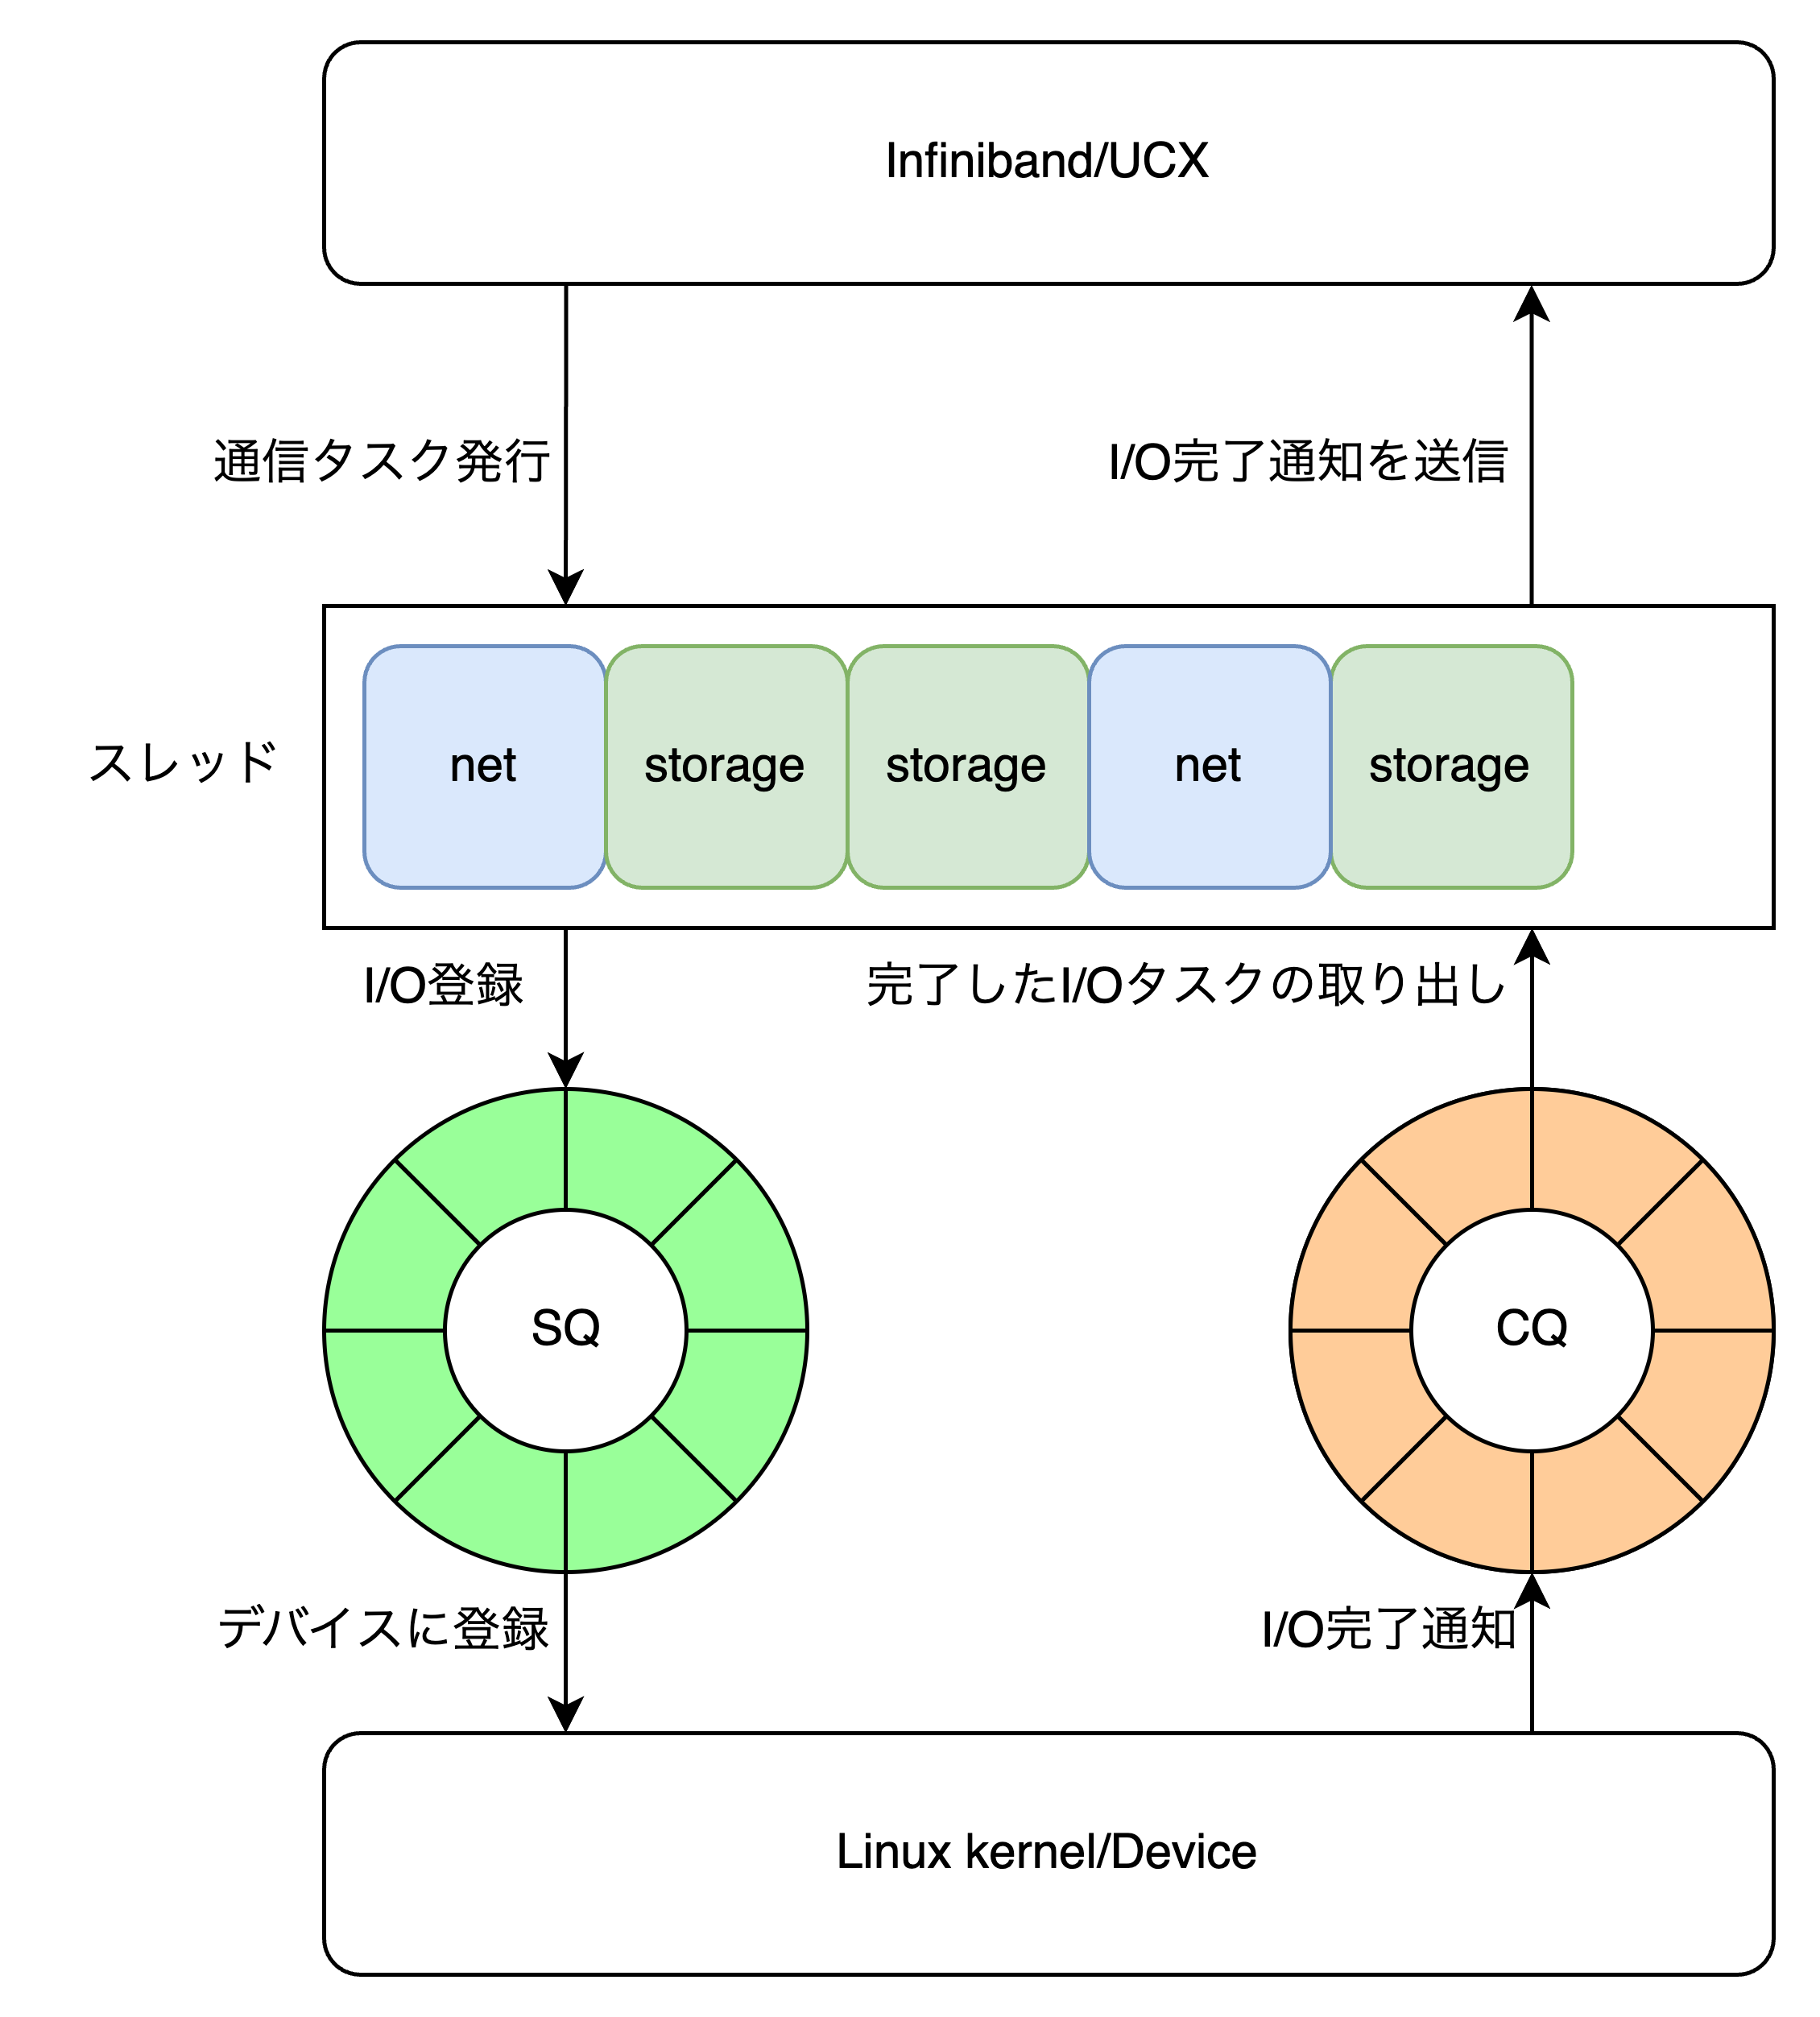 Infiniband/UCX
通信タスク発行
I/O完了通知を送信
スレッド
net
storage
storage
net
storage
I/O登録
完了したI/Oタスクの取り出し
SQ
CQ
デバイスに登録
I/O完了通知
Linux kernel/Device